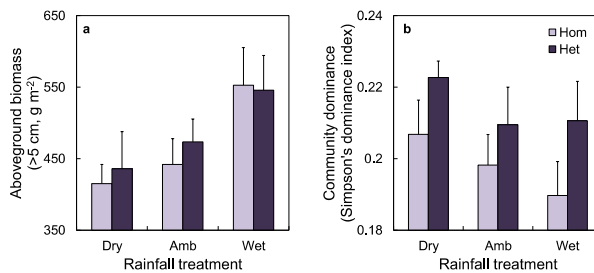 a
650
550
450
350
Aboveground biomass
(>5 cm, g m-2)
Dry Amb Wet
Rainfall treatment
b
Hom
Het
0.24
0.22
0.2
0.18
Community dominance
(Simpson's dominance index)
Dry Amb Wet
Rainfall treatment